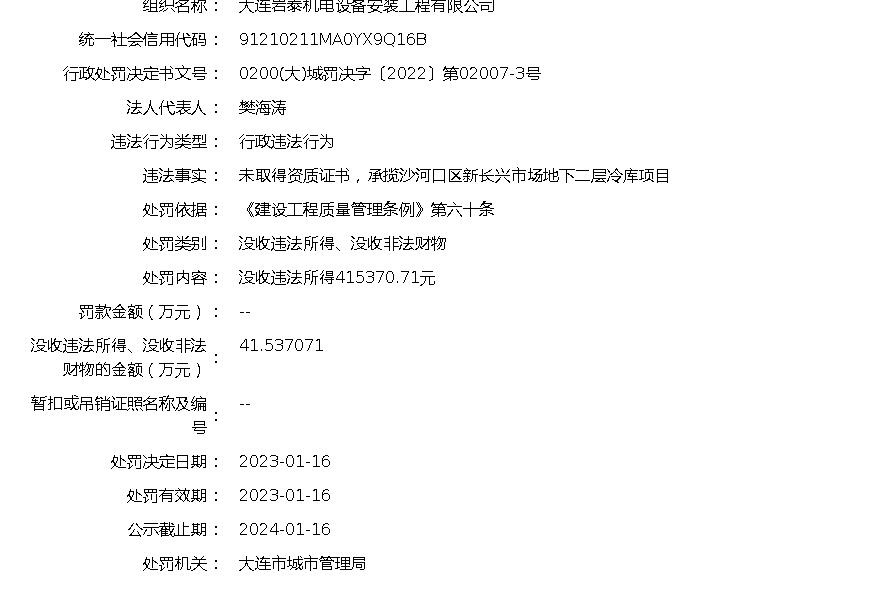 组织名称： 大连岩泰机电设备安装工程有限公司
统一社会信用代码： 91210211MA0YX9Q16B
行政处罚决定书文号： 0200(大)城罚决字〔2022〕第02007-3号
法人代表人： 樊海涛
违法行为类型： 行政违法行为
违法事实： 未取得资质证书，承揽沙河口区新长兴市场地下二层冷库项目
处罚依据： 《建设工程质量管理条例》第六十条
处罚类别： 没收违法所得、没收非法财物
处罚内容： 没收违法所得415370.71元
罚款金额（万元）： --
没收违法所得、没收非法
财物的金额（万元）： 41.537071
暂扣或吊销证照名称及编
号： --
处罚决定日期： 2023-01-16
处罚有效期： 2023-01-16
公示截止期： 2024-01-16
处罚机关： 大连市城市管理局